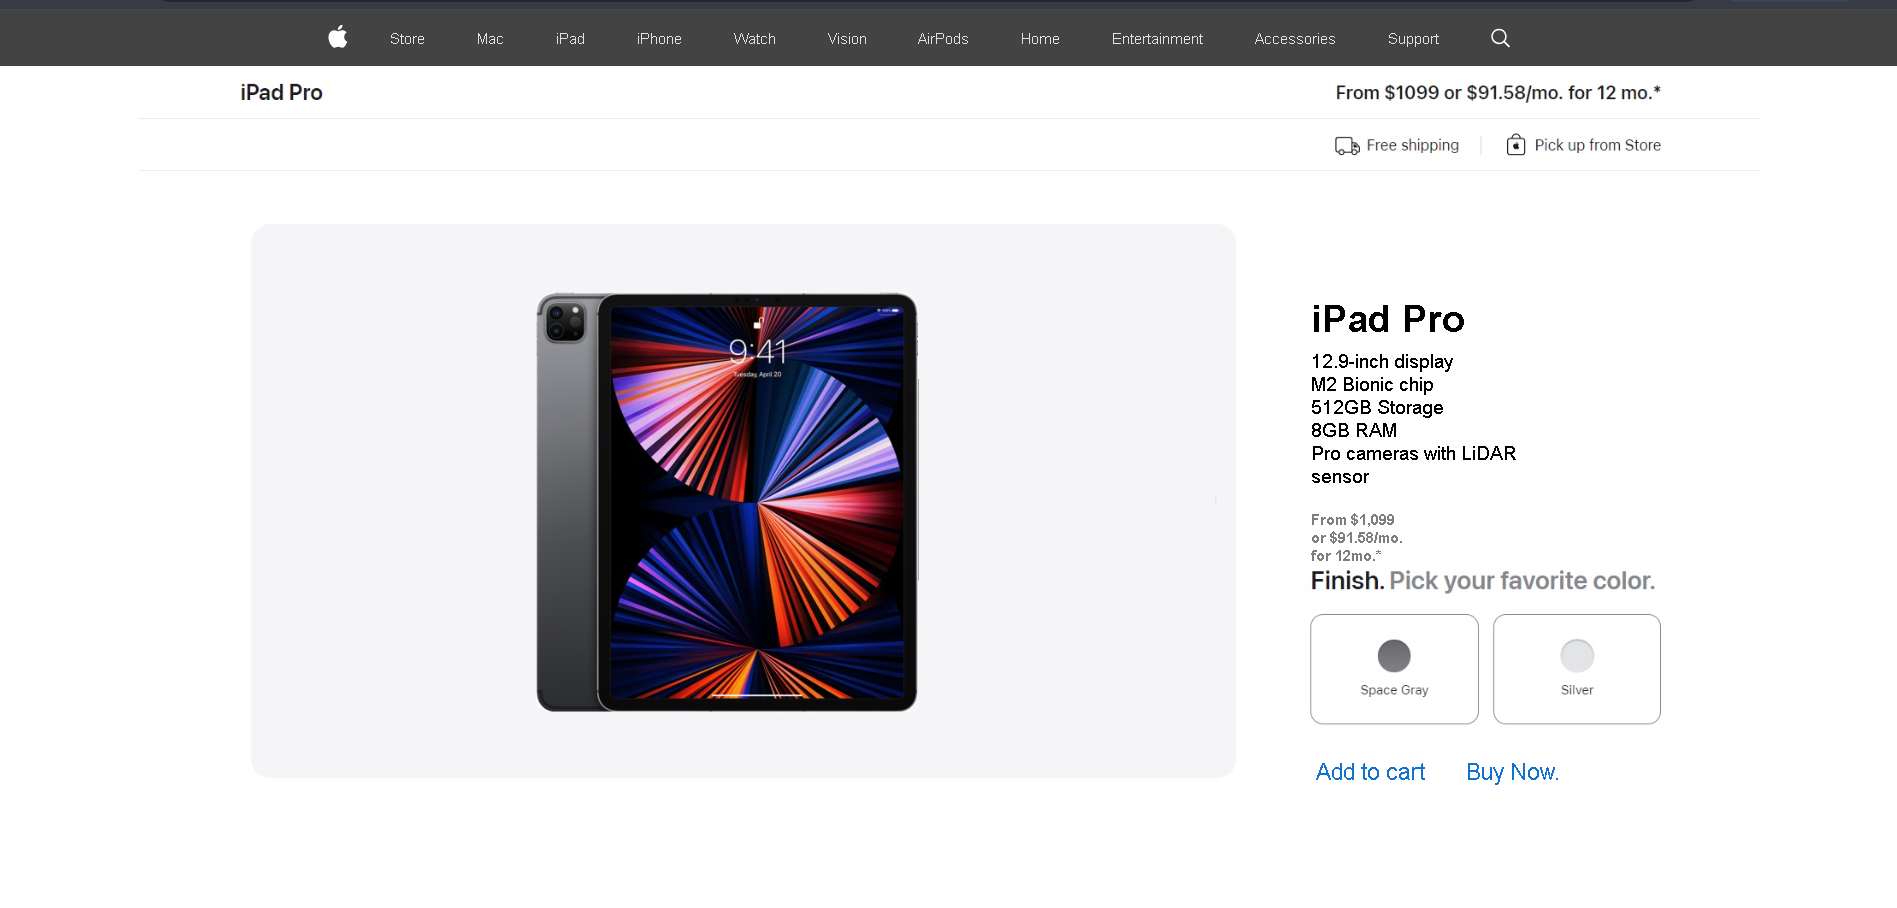 Store Mac iPad iPhone Watch Vision AirPods Home Entertainment Accessories Support
iPad Pro
From $1099 or $91.58/mo. for 12 mo.*
Free shipping
Pick up from Store
9:41
Tuesday, April 20
iPad Pro
12.9-inch display
M2 Bionic chip
512GB Storage
8GB RAM
Pro cameras with LiDAR
sensor
From $1,099
or $91.58/mo.
for 12mo.*
Finish. Pick your favorite color.
Space Gray
Silver
Add to cart
Buy Now.